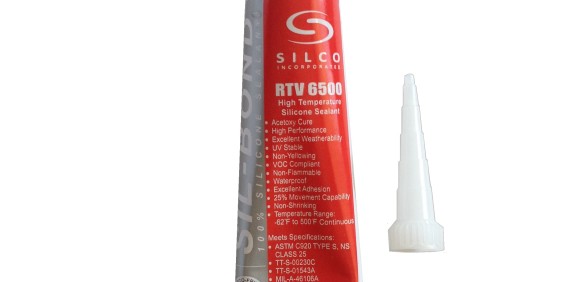 SIL-BOND
100% SILICONE
SILCO
INCORPORATED
RTV 6500
High Temperature
Silicone Sealant
• Acetoxy Cure
• High Performance
• Excellent Weatherability
• UV Stable
• Non-Yellowing
• VOC Compliant
• Non-Flammable
• Waterproof
• Excellent Adhesion
• 25% Movement Capability
• Non-Shrinking
• Temperature Range:
-62°F to 500°F Continuous
Meets Specifications:
• ASTM C920 TYPE S, NS
CLASS 25
• TT-S-00230C
• TT-S-01543A
• MIL-A-46106A